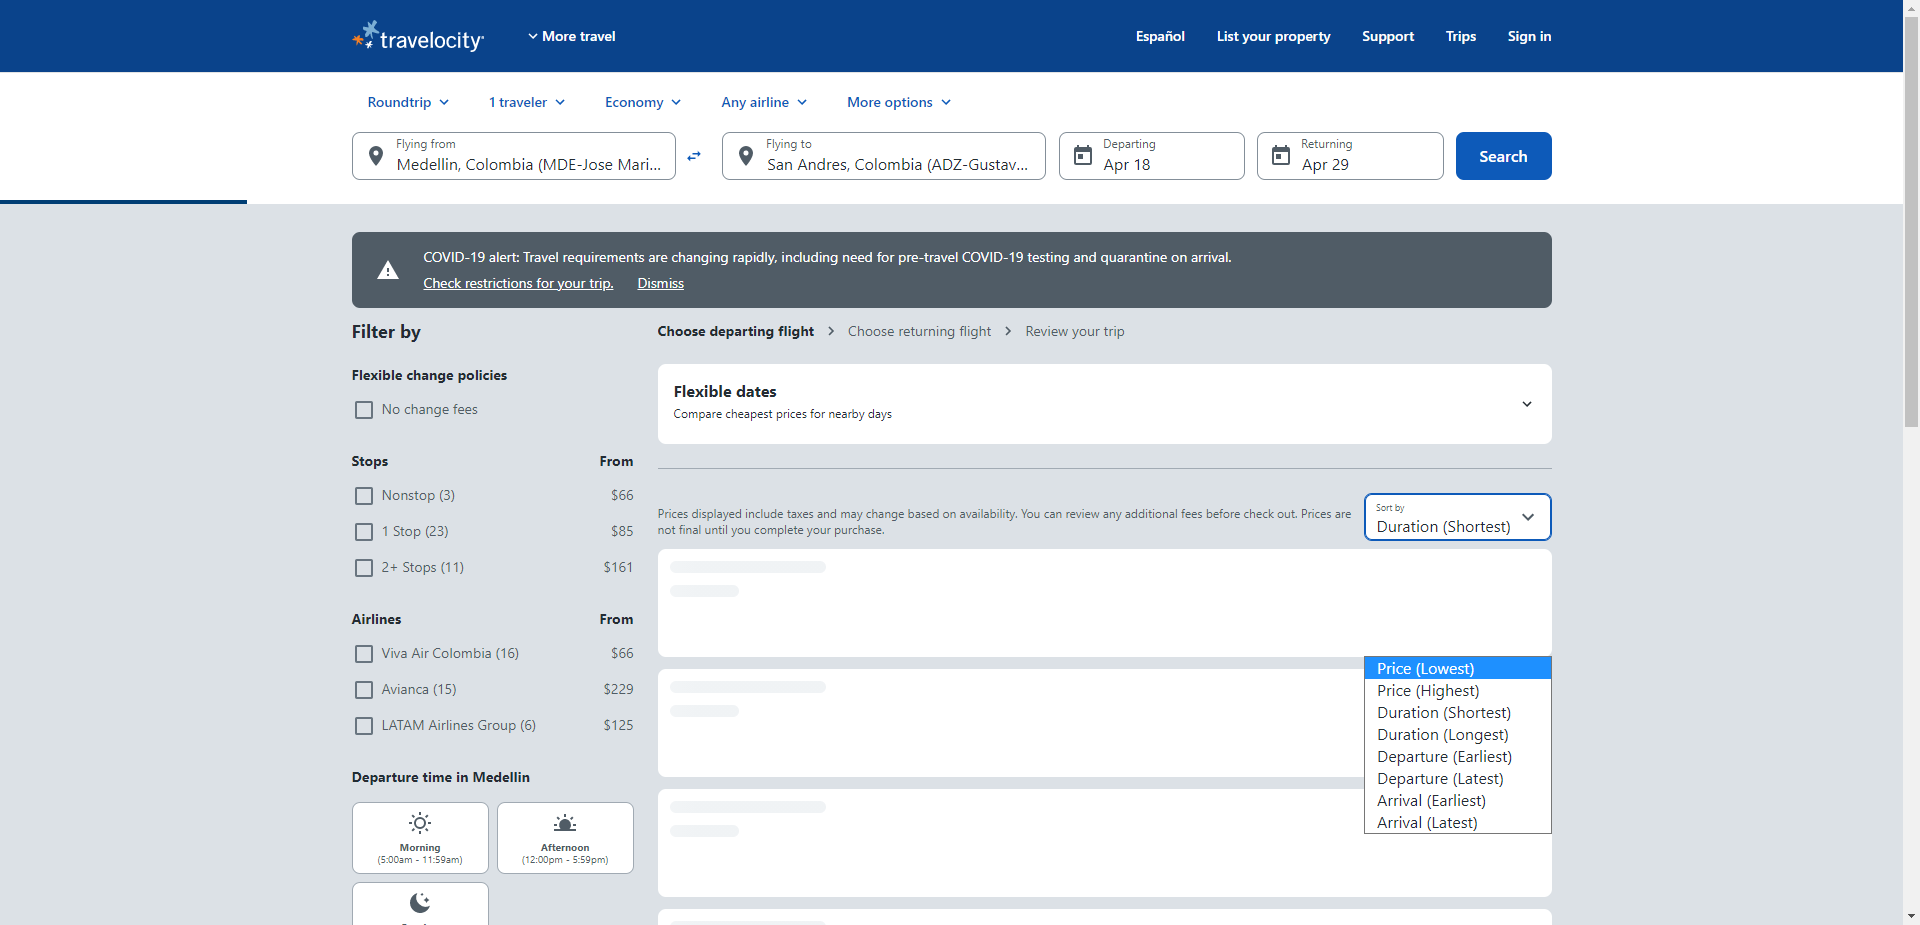 travelocity
More travel
Español
List your property
Support
Trips
Sign in
Roundtrip
1 traveler
Economy
Any airline
More options
Flying from
Medellin, Colombia (MDE-Jose Mari...
Flying to
San Andres, Colombia (ADZ-Gustav...
Departing
Apr 18
Returning
Apr 29
Search
COVID-19 alert: Travel requirements are changing rapidly, including need for pre-travel COVID-19 testing and quarantine on arrival.
Check restrictions for your trip.
Dismiss
Filter by
Flexible change policies
No change fees
Stops From
Nonstop (3) $66
1 Stop (23) $85
2+ Stops (11) $161
Airlines From
Viva Air Colombia (16) $66
Avianca (15) $229
LATAM Airlines Group (6) $125
Departure time in Medellin
Morning
(5:00am - 11:59am)
Afternoon
(12:00pm - 5:59pm)
Choose departing flight
Choose returning flight
Review your trip
Flexible dates
Compare cheapest prices for nearby days
Prices displayed include taxes and may change based on availability. You can review any additional fees before check out. Prices are
not final until you complete your purchase.
Sort by
Duration (Shortest)
Price (Lowest)
Price (Highest)
Duration (Shortest)
Duration (Longest)
Departure (Earliest)
Departure (Latest)
Arrival (Earliest)
Arrival (Latest)